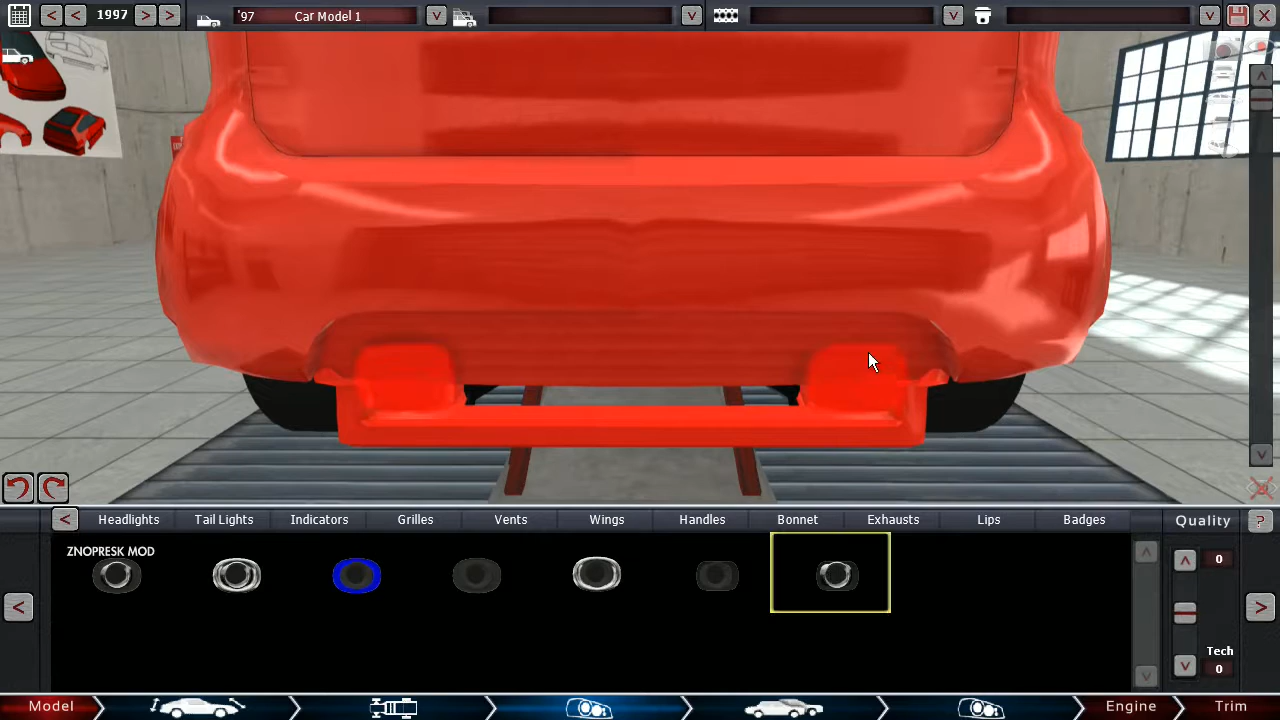 1997
'97 Car Model 1
Headlights Tail Lights Indicators Grilles Vents Wings Handles Bonnet Exhausts Lips Badges Quality ?
ZNOPRESK MOD
0
Tech
0
Model Engine Trim